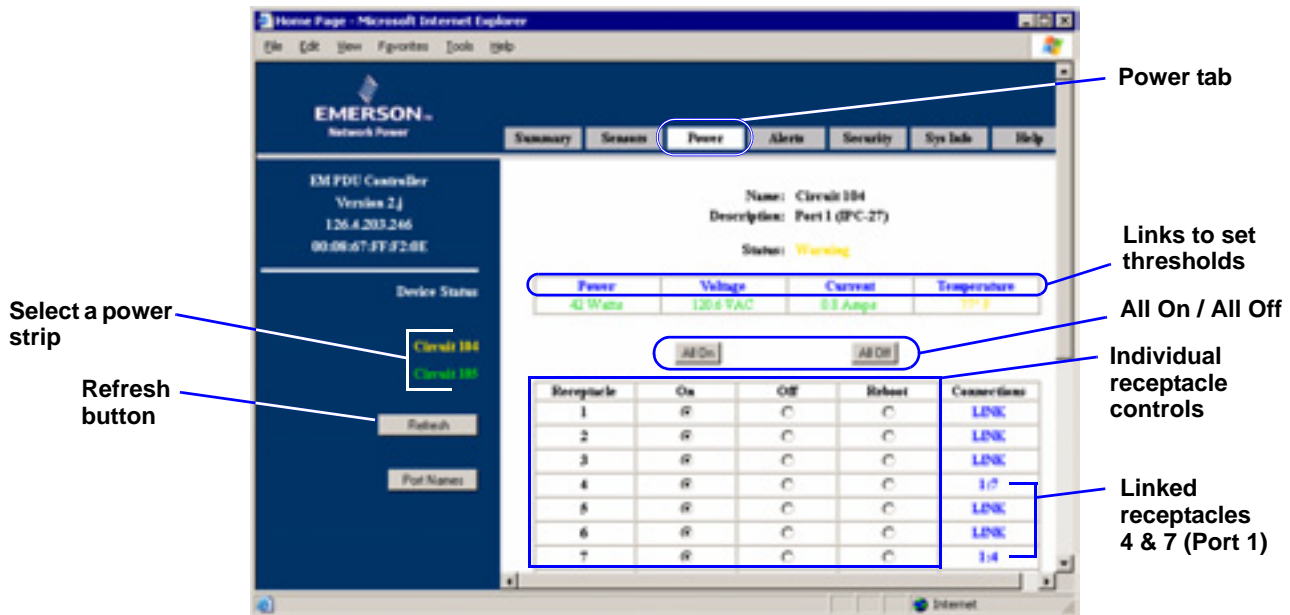 Home Page - Microsoft Internet Explorer
File Edit View Favorites Tools Help
EMERSON™
Network Power
Summary Sensors Power Alerts Security Sys Info Help
Power tab
EM PDU Controller
Version 2.j
126.4.203.246
00:08:67:FF:F2:0E
Name: Circuit 104
Description: Port 1 (IPC-27)
Status: Warning
Links to set
thresholds
Device Status
Power Voltage Current Temperature
42 Watts 120.6 VAC 0.8 Amps 77° F
Select a power
strip
Circuit 104
Circuit 105
All On All Off
All On / All Off
Individual
receptacle
controls
Refresh
button
Refresh
Port Names
Receptacle On Off Reboot Connections
1 LINK
2 LINK
3 LINK
4 1:7
5 LINK
6 LINK
7 1:4
Linked
receptacles
4 & 7 (Port 1)
Internet